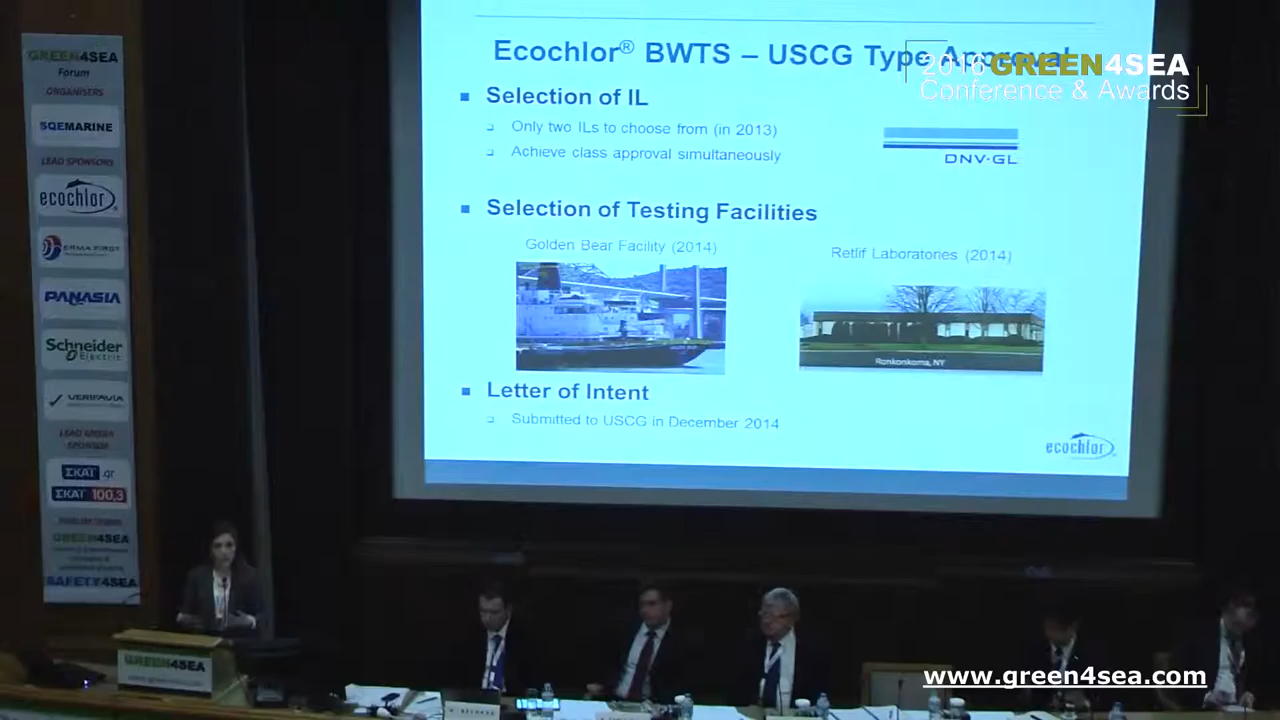 GREEN4SEA
Forum
ORGANISERS
SQEMARINE
LEAD SPONSORS
ecochlor®
ERMA FIRST
PANASIA
Schneider
Electric
VERIFAVIA
LEAD MEDIA
SPONSOR
ΣΚΑΪ.gr
ΣΚΑΪ 100,3
GREEN4SEA
SAFETY4SEA
Ecochlor® BWTS – USCG Type Approval
2016 GREEN4SEA
Conference & Awards
Selection of IL
Only two ILs to choose from (in 2013)
Achieve class approval simultaneously
DNV·GL
Selection of Testing Facilities
Golden Bear Facility (2014)
Retlif Laboratories (2014)
Ronkonkoma, NY
Letter of Intent
Submitted to USCG in December 2014
ecochlor
GREEN4SEA
www.green4sea.com